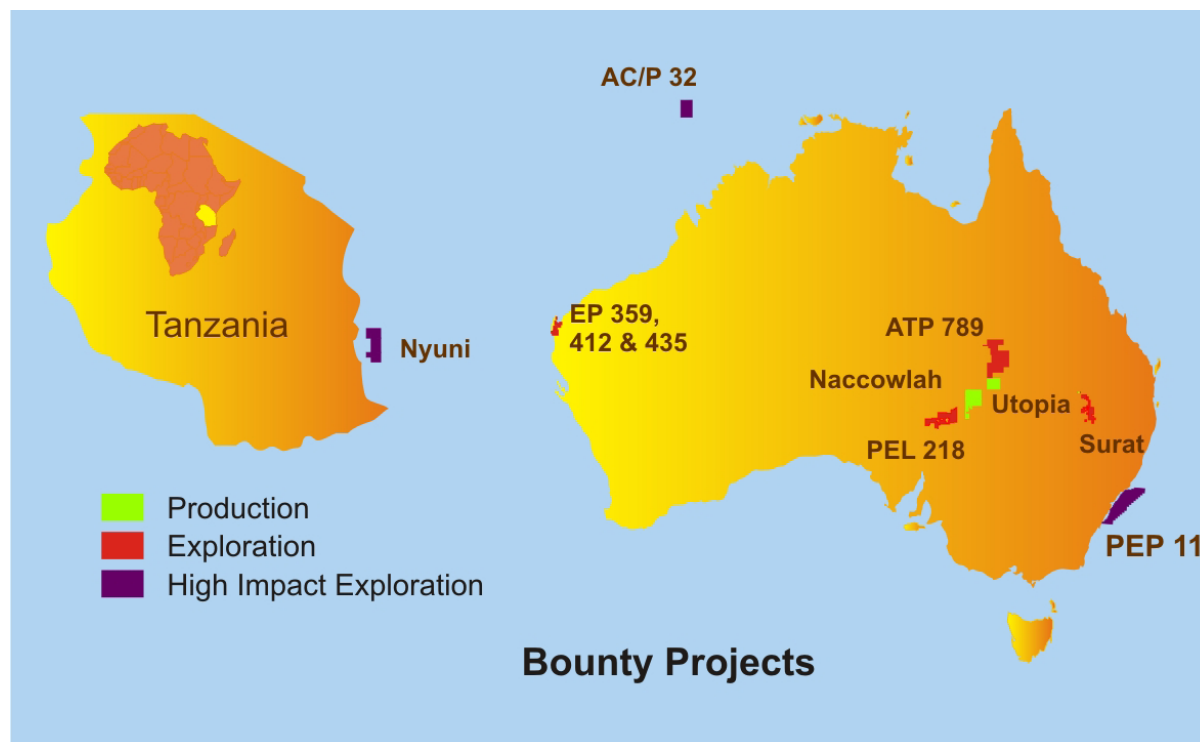 AC/P 32
Tanzania
Nyuni
EP 359,
412 & 435
ATP 789
Naccowlah
Utopia
PEL 218
Surat
PEP 11
Production
Exploration
High Impact Exploration
Bounty Projects